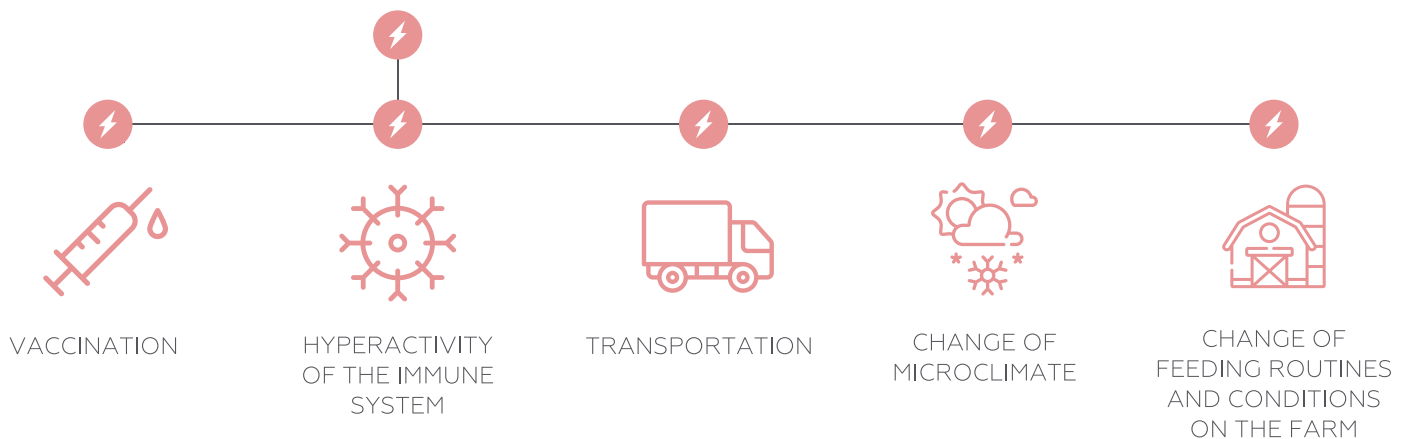 VACCINATION
HYPERACTIVITY
OF THE IMMUNE
SYSTEM
TRANSPORTATION
CHANGE OF
MICROCLIMATE
CHANGE OF
FEEDING ROUTINES
AND CONDITIONS
ON THE FARM